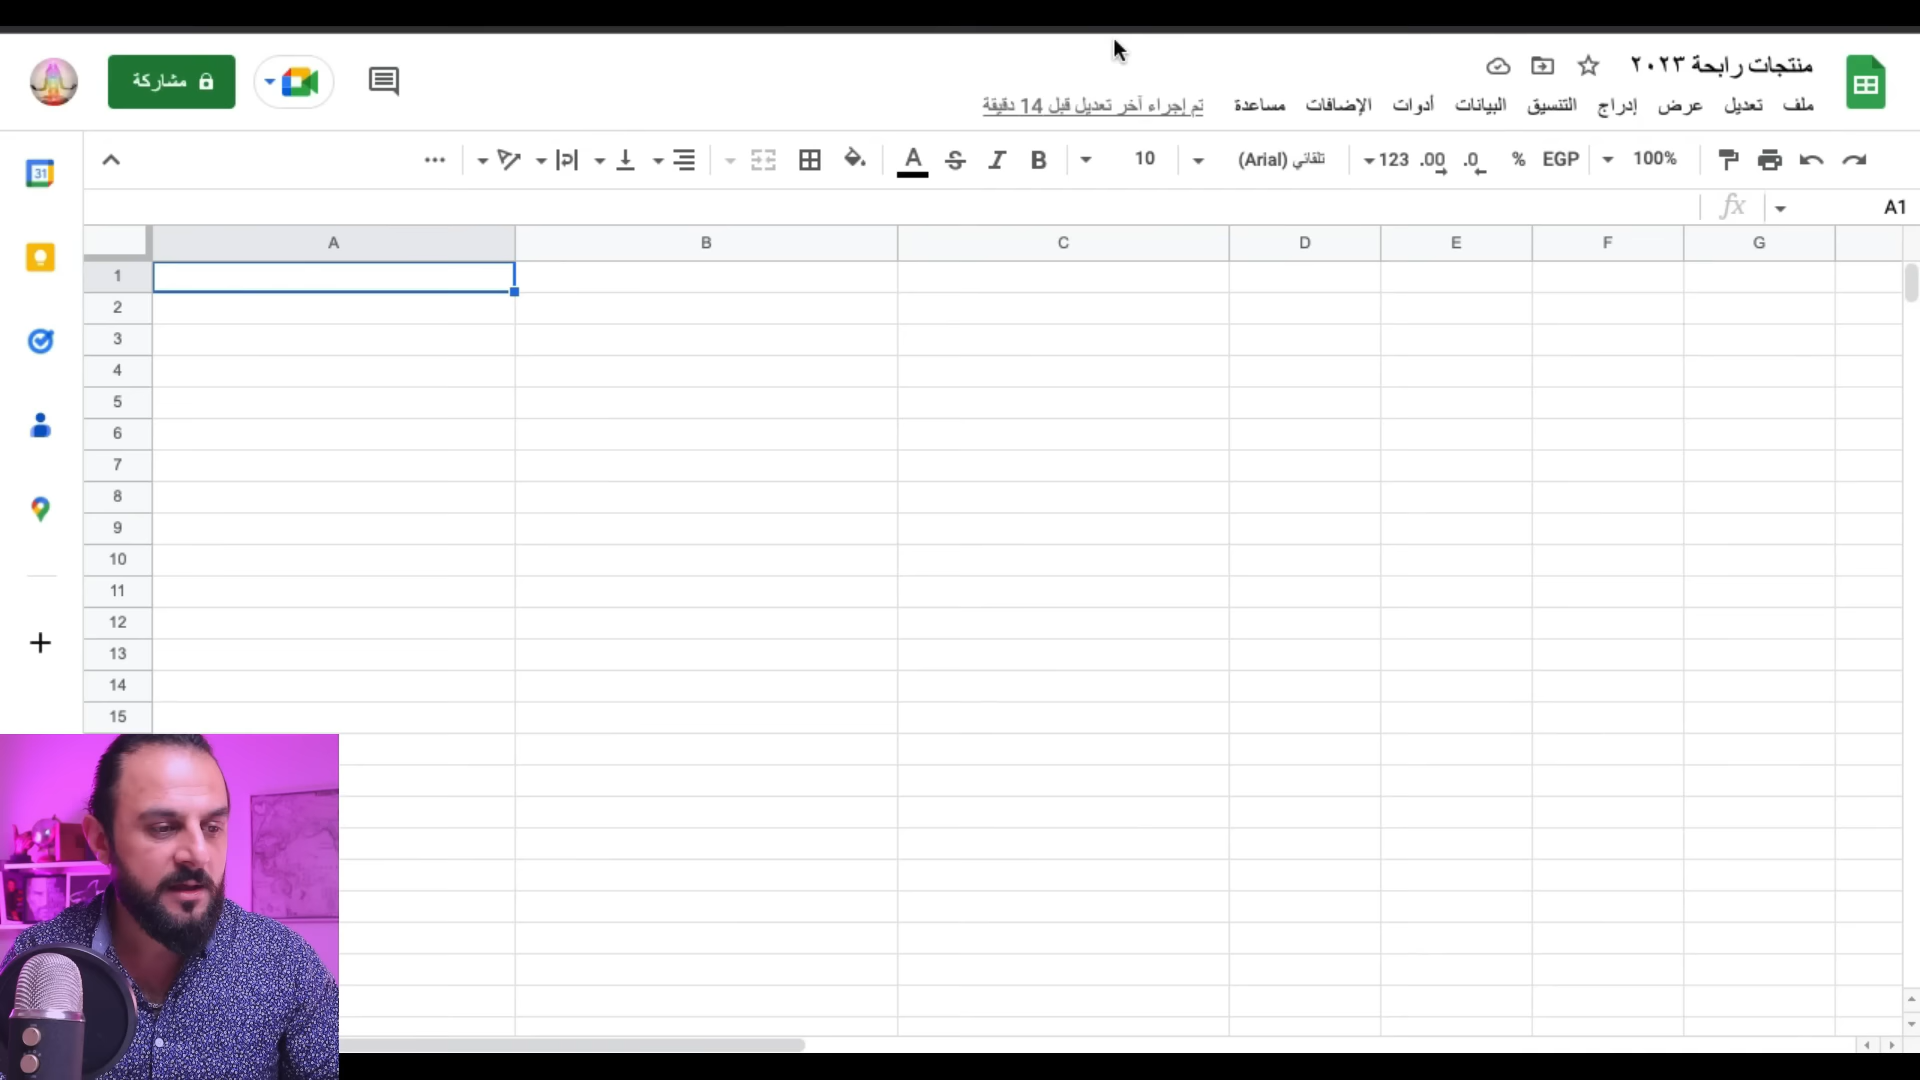 منتجات رابحة ٢٠٢٣
ملف تعديل عرض إدراج التنسيق البيانات أدوات الإضافات مساعدة تم إجراء آخر تعديل قبل 14 دقيقة
مشاركة
100% EGP % .0 .00 123 تلقائي (Arial) 10 B I S A
A1 fx
31
A B C D E F G
1
2
3
4
5
6
7
8
9
10
11
12
13
14
15